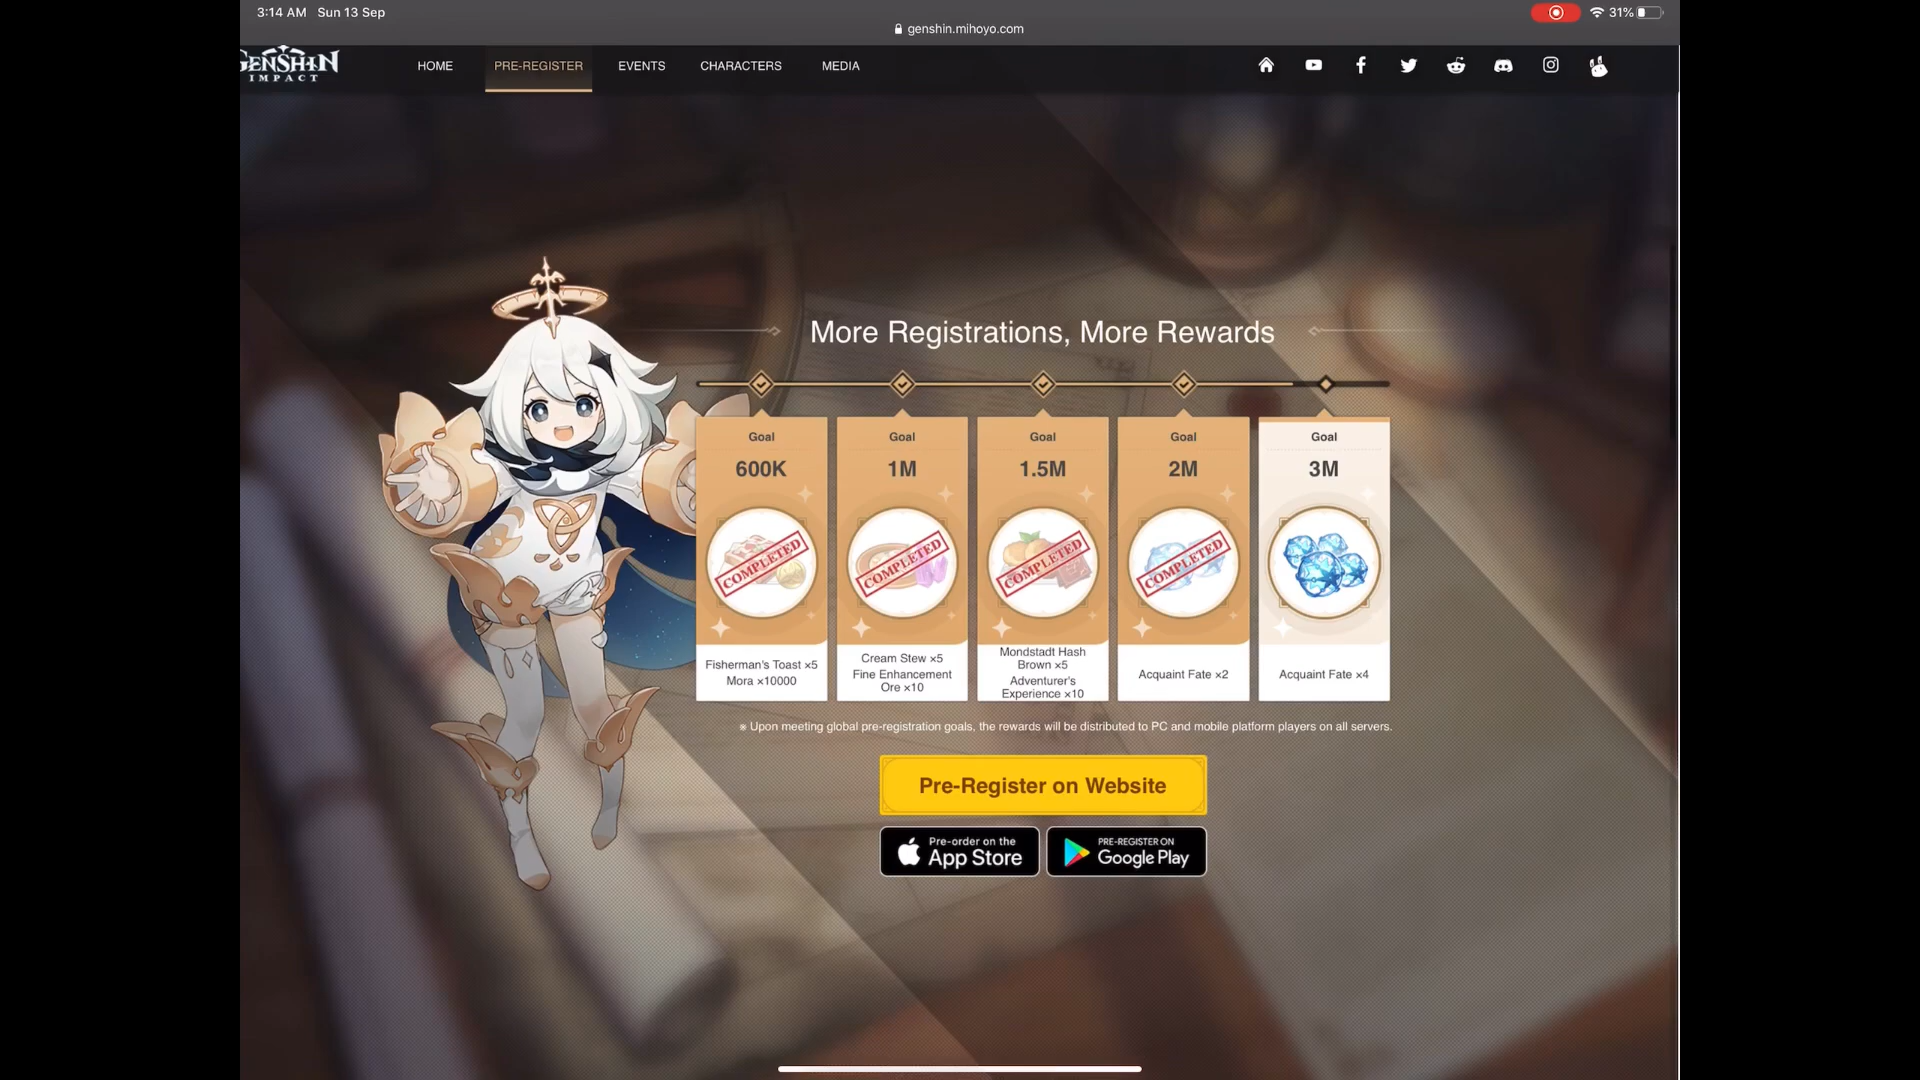 3:14 AM Sun 13 Sep
31%
genshin.mihoyo.com
GENSHIN
IMPACT
HOME PRE-REGISTER EVENTS CHARACTERS MEDIA
More Registrations, More Rewards
Goal
600K
COMPLETED
Fisherman's Toast ×5
Mora ×10000
Goal
1M
COMPLETED
Cream Stew ×5
Fine Enhancement
Ore ×10
Goal
1.5M
COMPLETED
Mondstadt Hash
Brown ×5
Adventurer's
Experience ×10
Goal
2M
COMPLETED
Acquaint Fate ×2
Goal
3M
Acquaint Fate ×4
※ Upon meeting global pre-registration goals, the rewards will be distributed to PC and mobile platform players on all servers.
Pre-Register on Website
Pre-order on the
App Store
PRE-REGISTER ON
Google Play